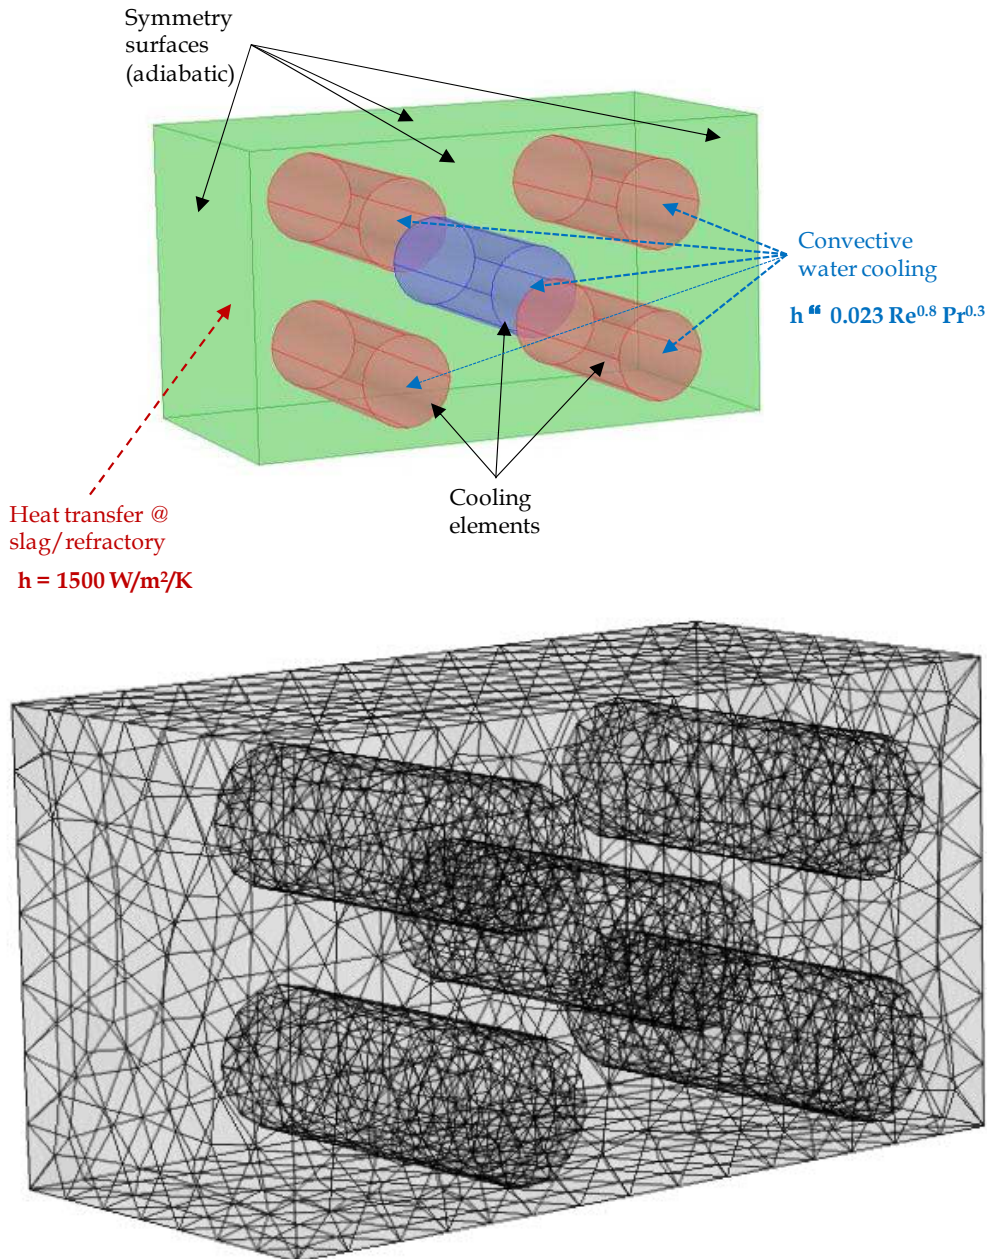 Symmetry
surfaces
(adiabatic)
Convective
water cooling
h “ 0.023 Re⁰·⁸ Pr⁰·³
Cooling
elements
Heat transfer @
slag/refractory
h = 1500 W/m²/K